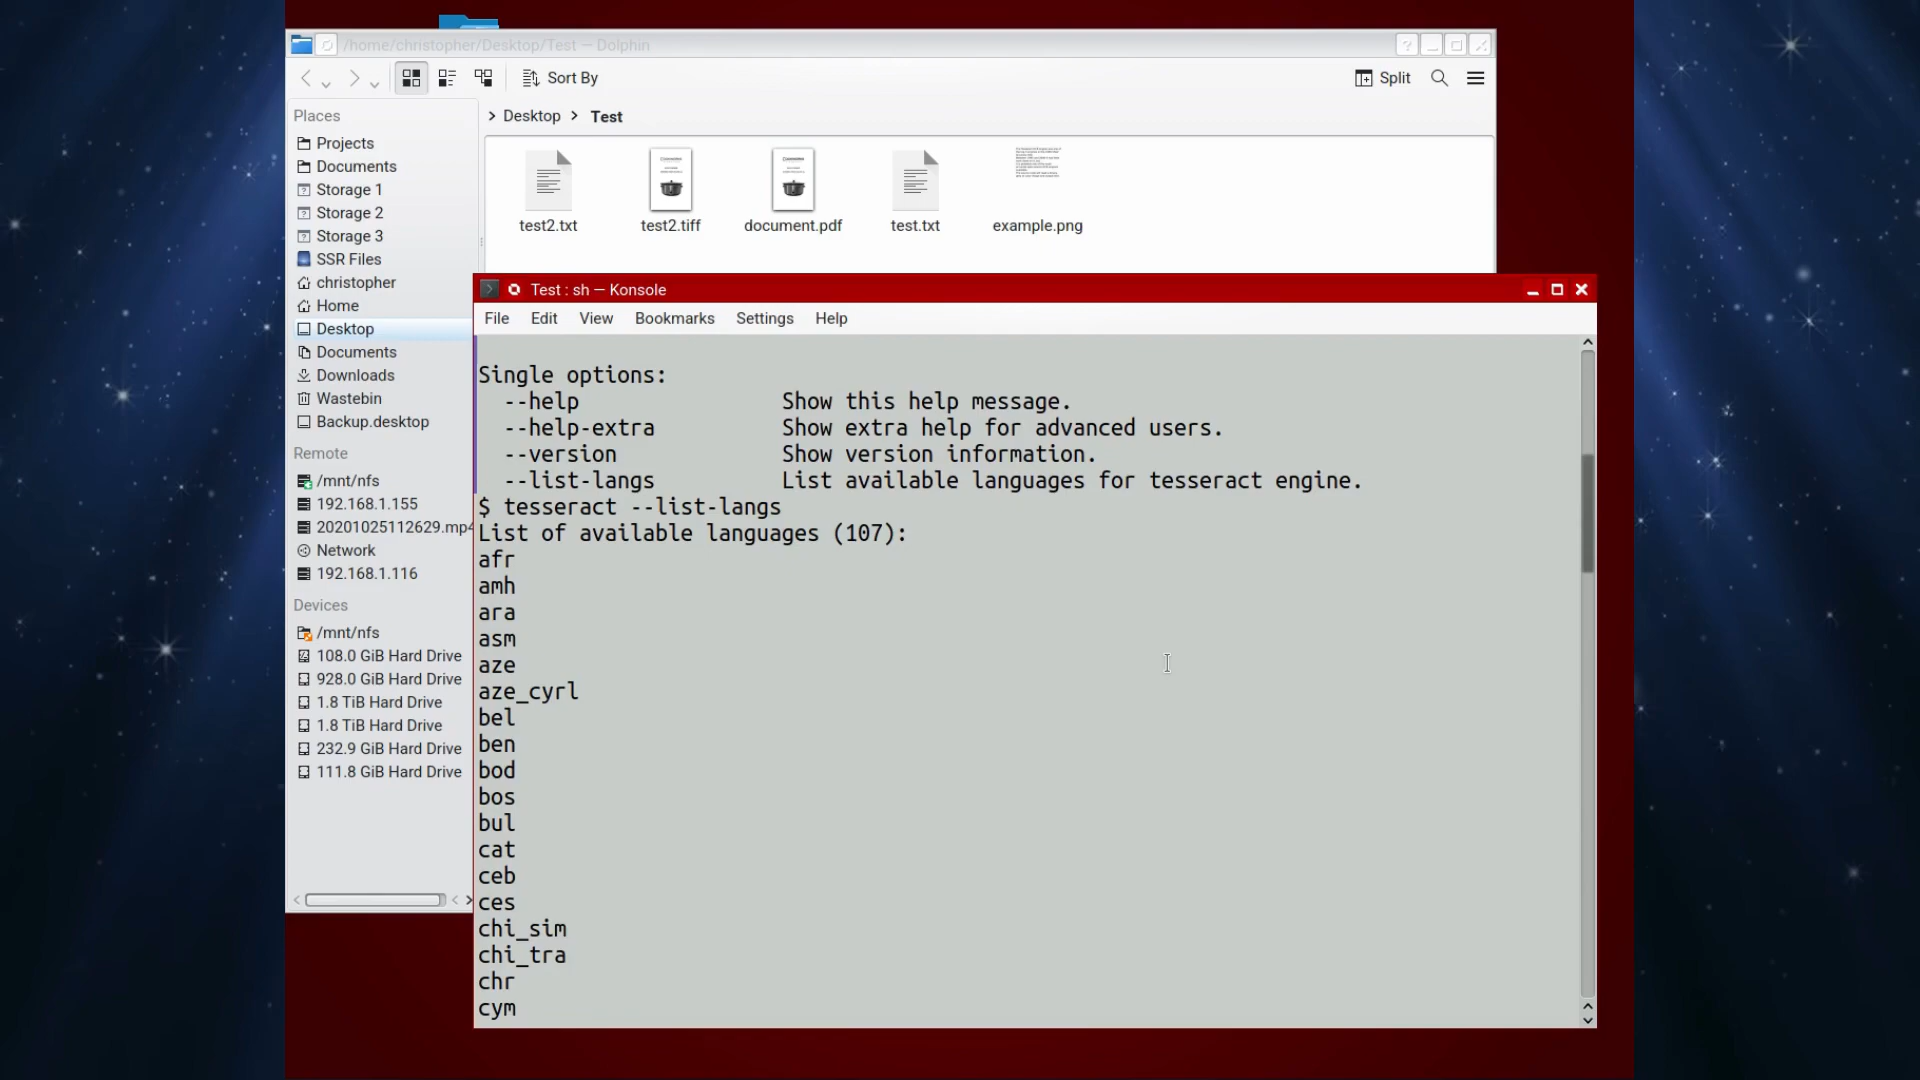 /home/christopher/Desktop/Test — Dolphin
Sort By
Split
Places
Projects
Documents
Storage 1
Storage 2
Storage 3
SSR Files
christopher
Home
Desktop
Documents
Downloads
Wastebin
Backup.desktop
Remote
/mnt/nfs
192.168.1.155
20201025112629.mp4
Network
192.168.1.116
Devices
/mnt/nfs
108.0 GiB Hard Drive
928.0 GiB Hard Drive
1.8 TiB Hard Drive
1.8 TiB Hard Drive
232.9 GiB Hard Drive
111.8 GiB Hard Drive
> Desktop > Test
test2.txt
test2.tiff
document.pdf
test.txt
example.png
Test : sh — Konsole
File Edit View Bookmarks Settings Help
Single options:
--help Show this help message.
--help-extra Show extra help for advanced users.
--version Show version information.
--list-langs List available languages for tesseract engine.
$ tesseract --list-langs
List of available languages (107):
afr
amh
ara
asm
aze
aze_cyrl
bel
ben
bod
bos
bul
cat
ceb
ces
chi_sim
chi_tra
chr
cym